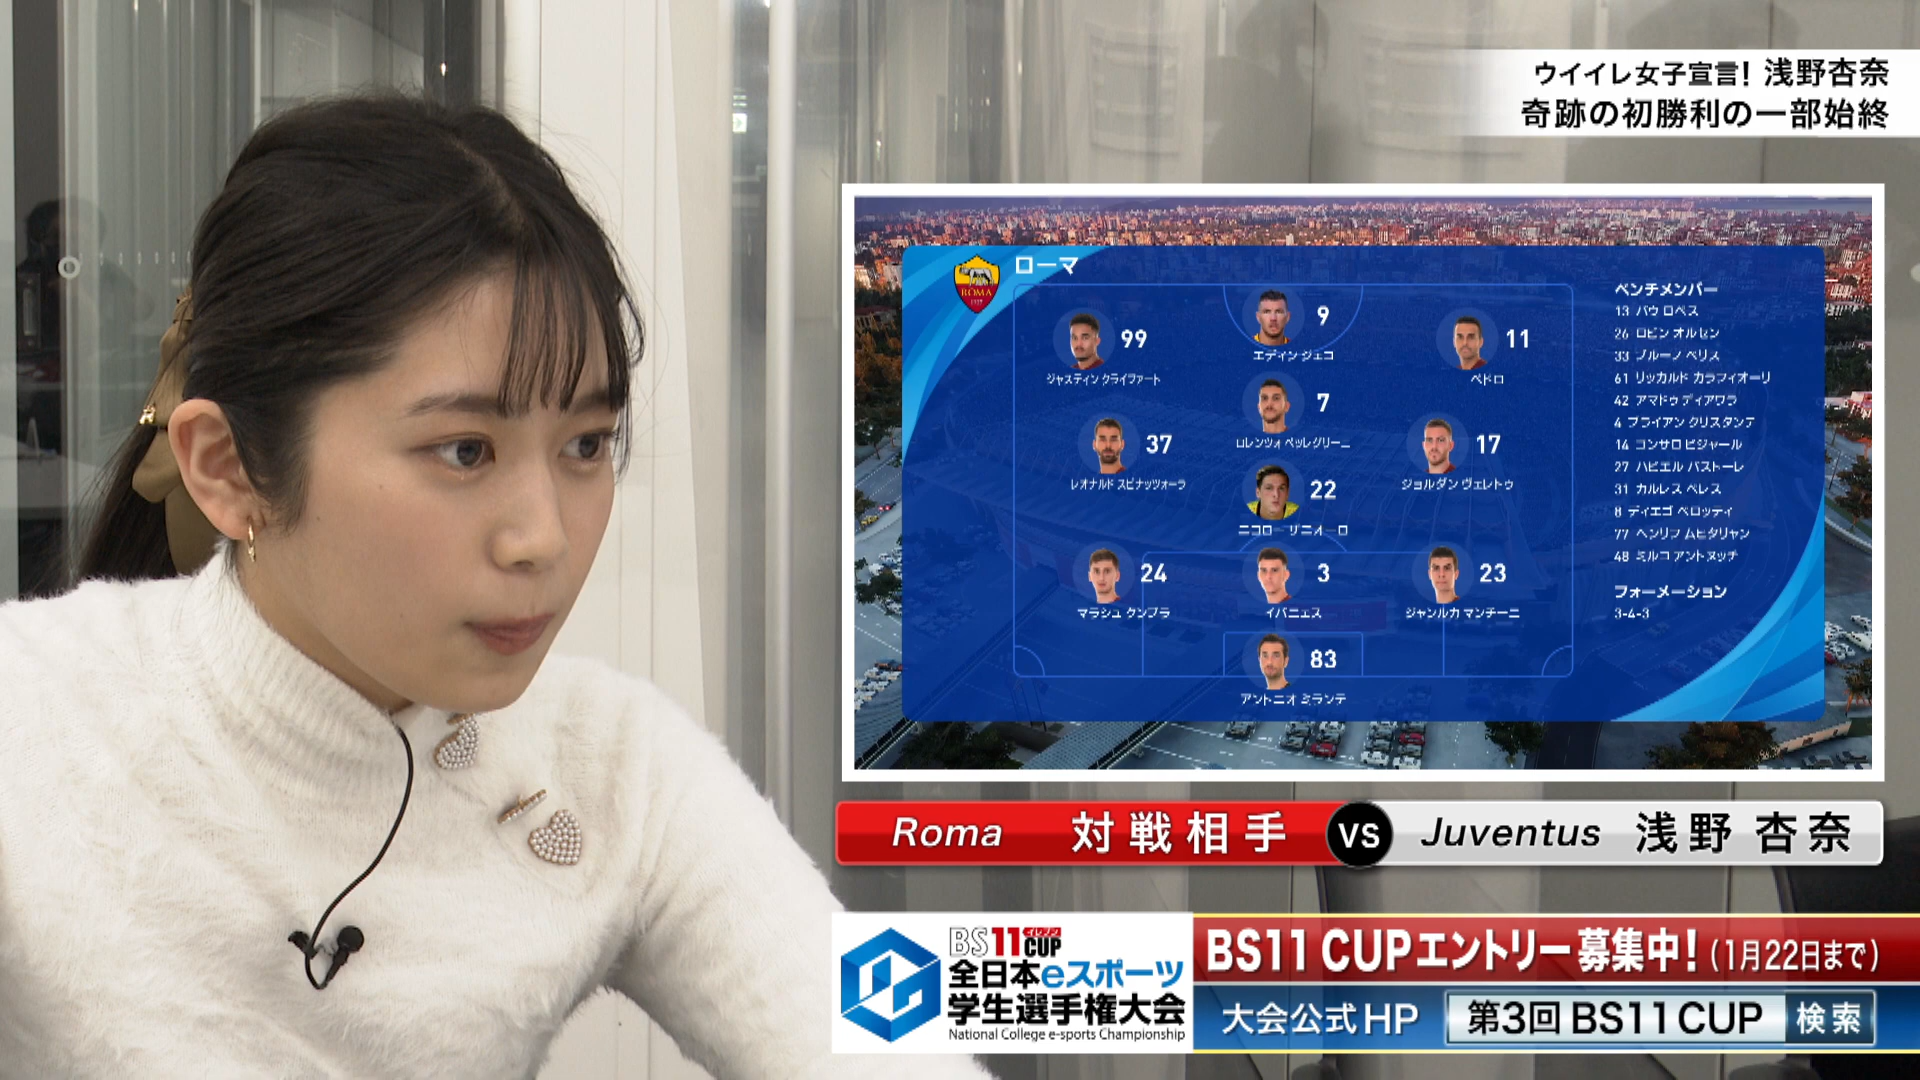 ウイイレ女子宣言! 浅野杏奈
奇跡の初勝利の一部始終
ROMA
1927
ローマ
9
エディン ジェコ
99
ジャスティン クライファート
11
ペドロ
7
ロレンツォ ペッレグリーニ
37
レオナルド スピナッツォーラ
17
ジョルダン ヴェレトゥ
22
ニコロー ザニオーロ
24
マラシュ クンブラ
3
イバニェス
23
ジャンルカ マンチーニ
83
アントニオ ミランテ
ベンチメンバー
13 パウ ロペス
26 ロビン オルセン
33 ブルーノ ペリス
61 リッカルド カラフィオーリ
42 アマドゥ ディアワラ
4 ブライアン クリスタンテ
14 ゴンサロ ビジャール
27 ハビエル パストーレ
31 カルレス ペレス
8 ディエゴ ペロッティ
77 ヘンリフ ムヒタリャン
48 ミルコ アントヌッチ
フォーメーション
3-4-3
Roma 対戦相手 VS Juventus 浅野 杏奈
BS11イレブンCUP
全日本eスポーツ
学生選手権大会
National College e-sports Championship
BS11 CUPエントリー募集中!(1月22日まで)
大会公式HP 第3回 BS11 CUP 検索